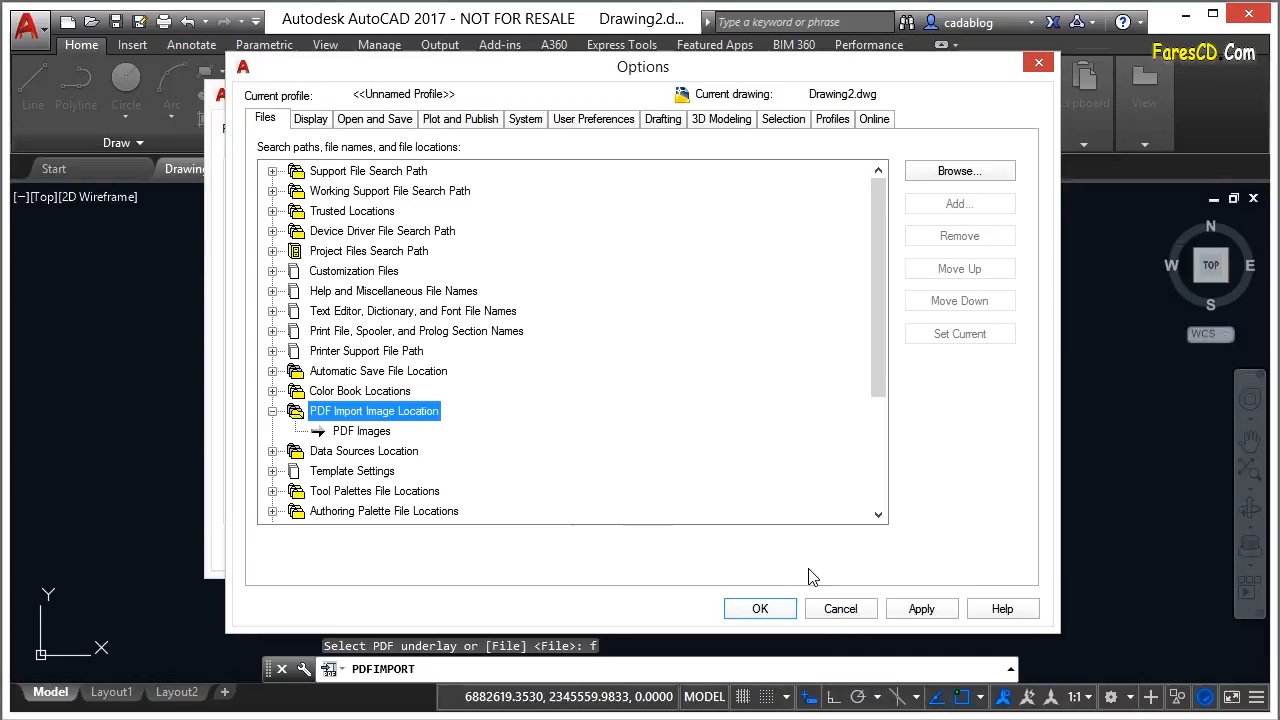 Autodesk AutoCAD 2017 - NOT FOR RESALE Drawing2.d... Type a keyword or phrase cadablog
Home Insert Annotate Parametric View Manage Output Add-ins A360 Express Tools Featured Apps BIM 360 Performance
FaresCD.Com
Options
Current profile: <<Unnamed Profile>> Current drawing: Drawing2.dwg
Line Polyline Circle Arc
Clipboard View
Files Display Open and Save Plot and Publish System User Preferences Drafting 3D Modeling Selection Profiles Online
Draw
Search paths, file names, and file locations:
Start Drawing
[−][Top][2D Wireframe]
Support File Search Path
Working Support File Search Path
Trusted Locations
Device Driver File Search Path
Project Files Search Path
Customization Files
Help and Miscellaneous File Names
Text Editor, Dictionary, and Font File Names
Print File, Spooler, and Prolog Section Names
Printer Support File Path
Automatic Save File Location
Color Book Locations
PDF Import Image Location
PDF Images
Data Sources Location
Template Settings
Tool Palettes File Locations
Authoring Palette File Locations
Browse...
Add...
Remove
Move Up
Move Down
Set Current
N
W TOP E
S
WCS
OK Cancel Apply Help
Y
X
Select PDF underlay or [File] <File>: f
PDFIMPORT
Model Layout1 Layout2 + 6882619.3530, 2345559.9833, 0.0000 MODEL 1:1